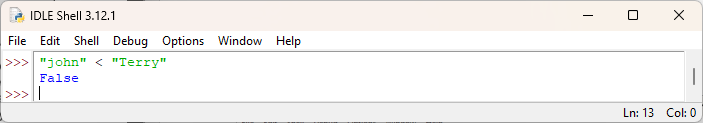 IDLE Shell 3.12.1
File Edit Shell Debug Options Window Help
>>> "john" < "Terry"
False
>>>
Ln: 13 Col: 0